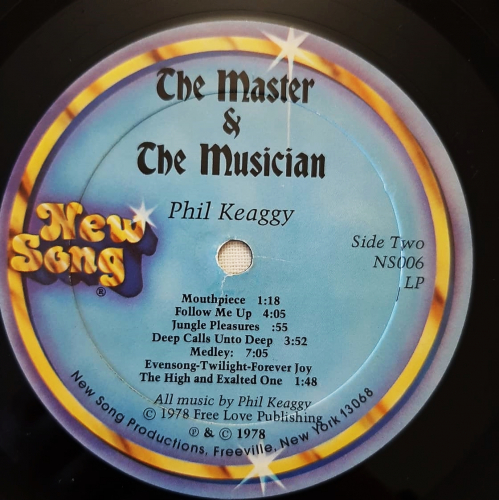 The Master
&
The Musician
Phil Keaggy
New
Song
®
Side Two
NS006
LP
Mouthpiece 1:18
Follow Me Up 4:05
Jungle Pleasures :55
Deep Calls Unto Deep 3:52
Medley: 7:05
Evensong-Twilight-Forever Joy
The High and Exalted One 1:48
All music by Phil Keaggy
© 1978 Free Love Publishing
℗ & © 1978
New Song Productions, Freeville, New York 13068